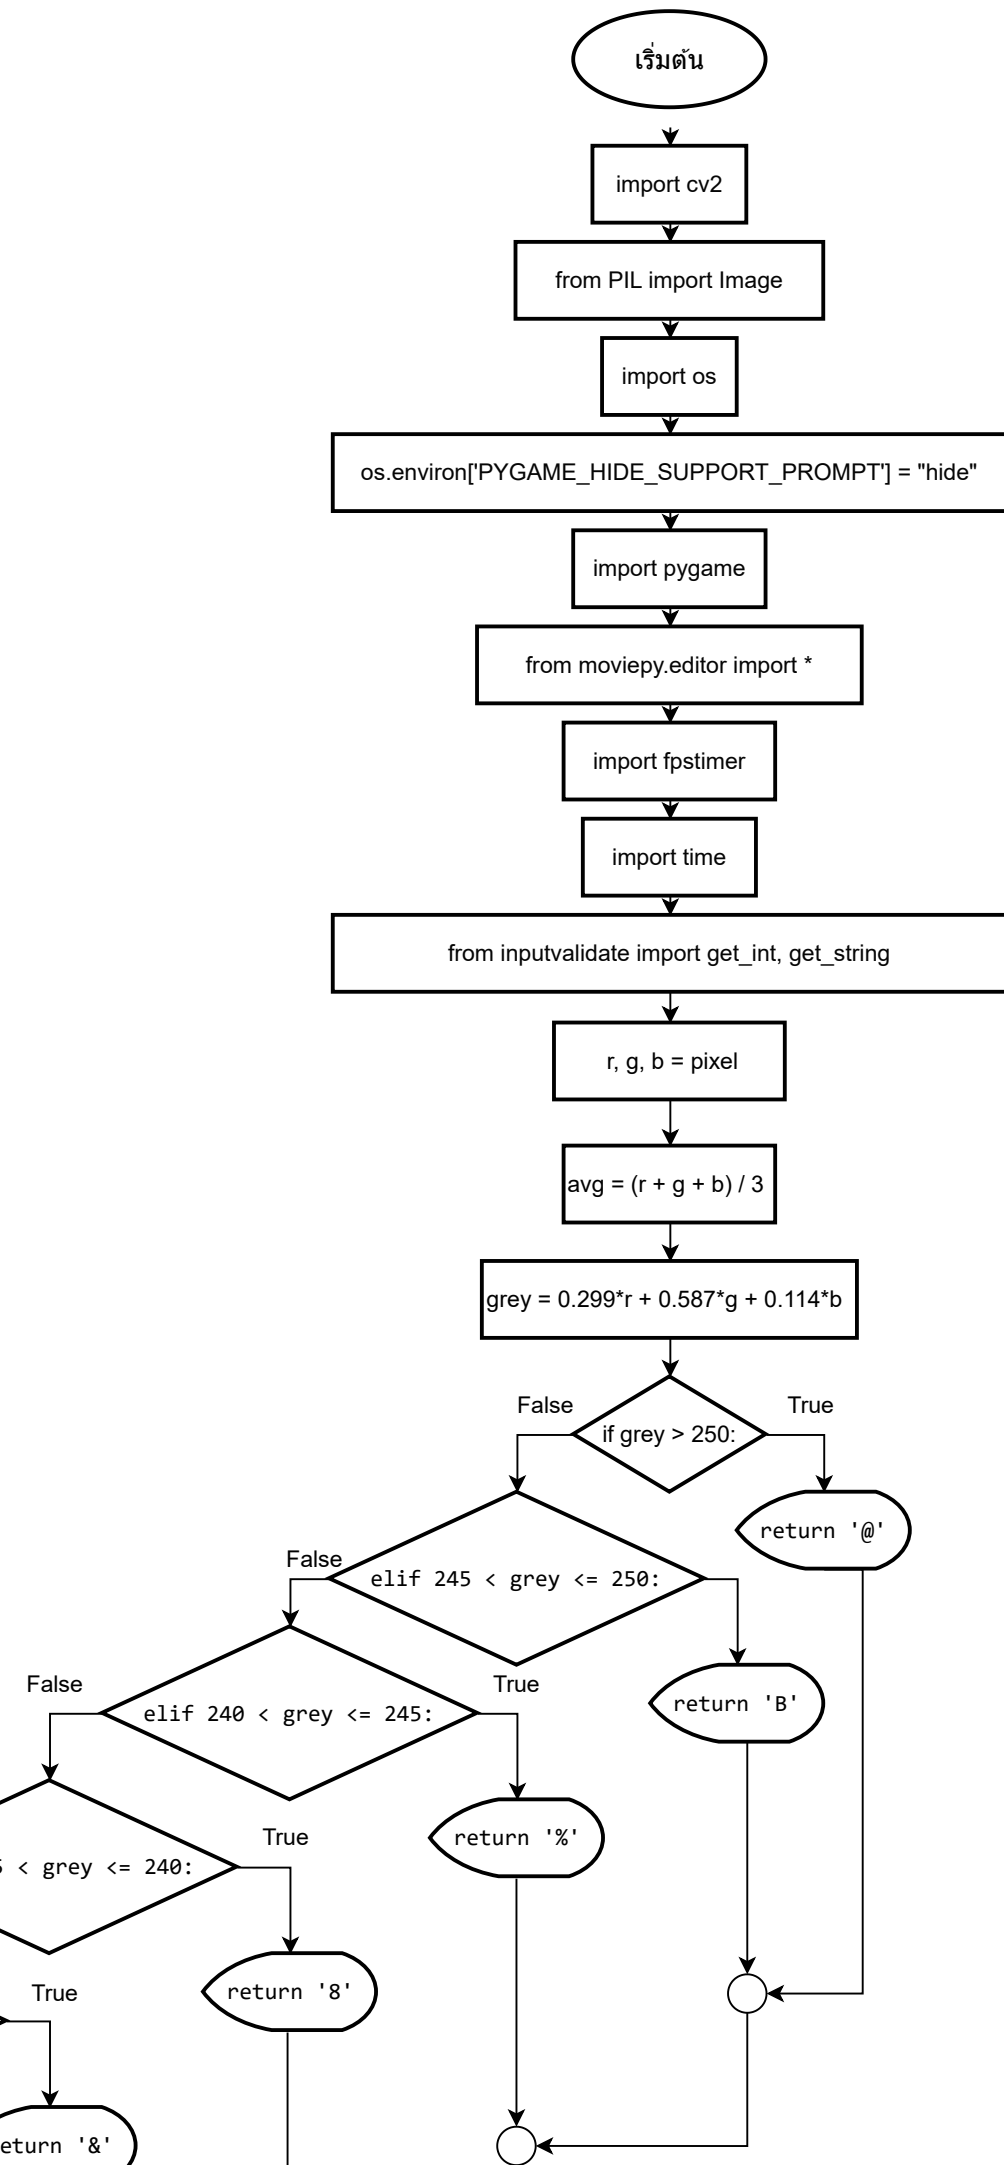 เริ่มต้น
import cv2
from PIL import Image
import os
os.environ['PYGAME_HIDE_SUPPORT_PROMPT'] = "hide"
import pygame
from moviepy.editor import *
import fpstimer
import time
from inputvalidate import get_int, get_string
r, g, b = pixel
avg = (r + g + b) / 3
grey = 0.299*r + 0.587*g + 0.114*b
False
True
if grey > 250:
return '@'
False
elif 245 < grey <= 250:
False
True
return 'B'
elif 240 < grey <= 245:
True
return '%'
< grey <= 240:
True
return '8'
eturn '&'